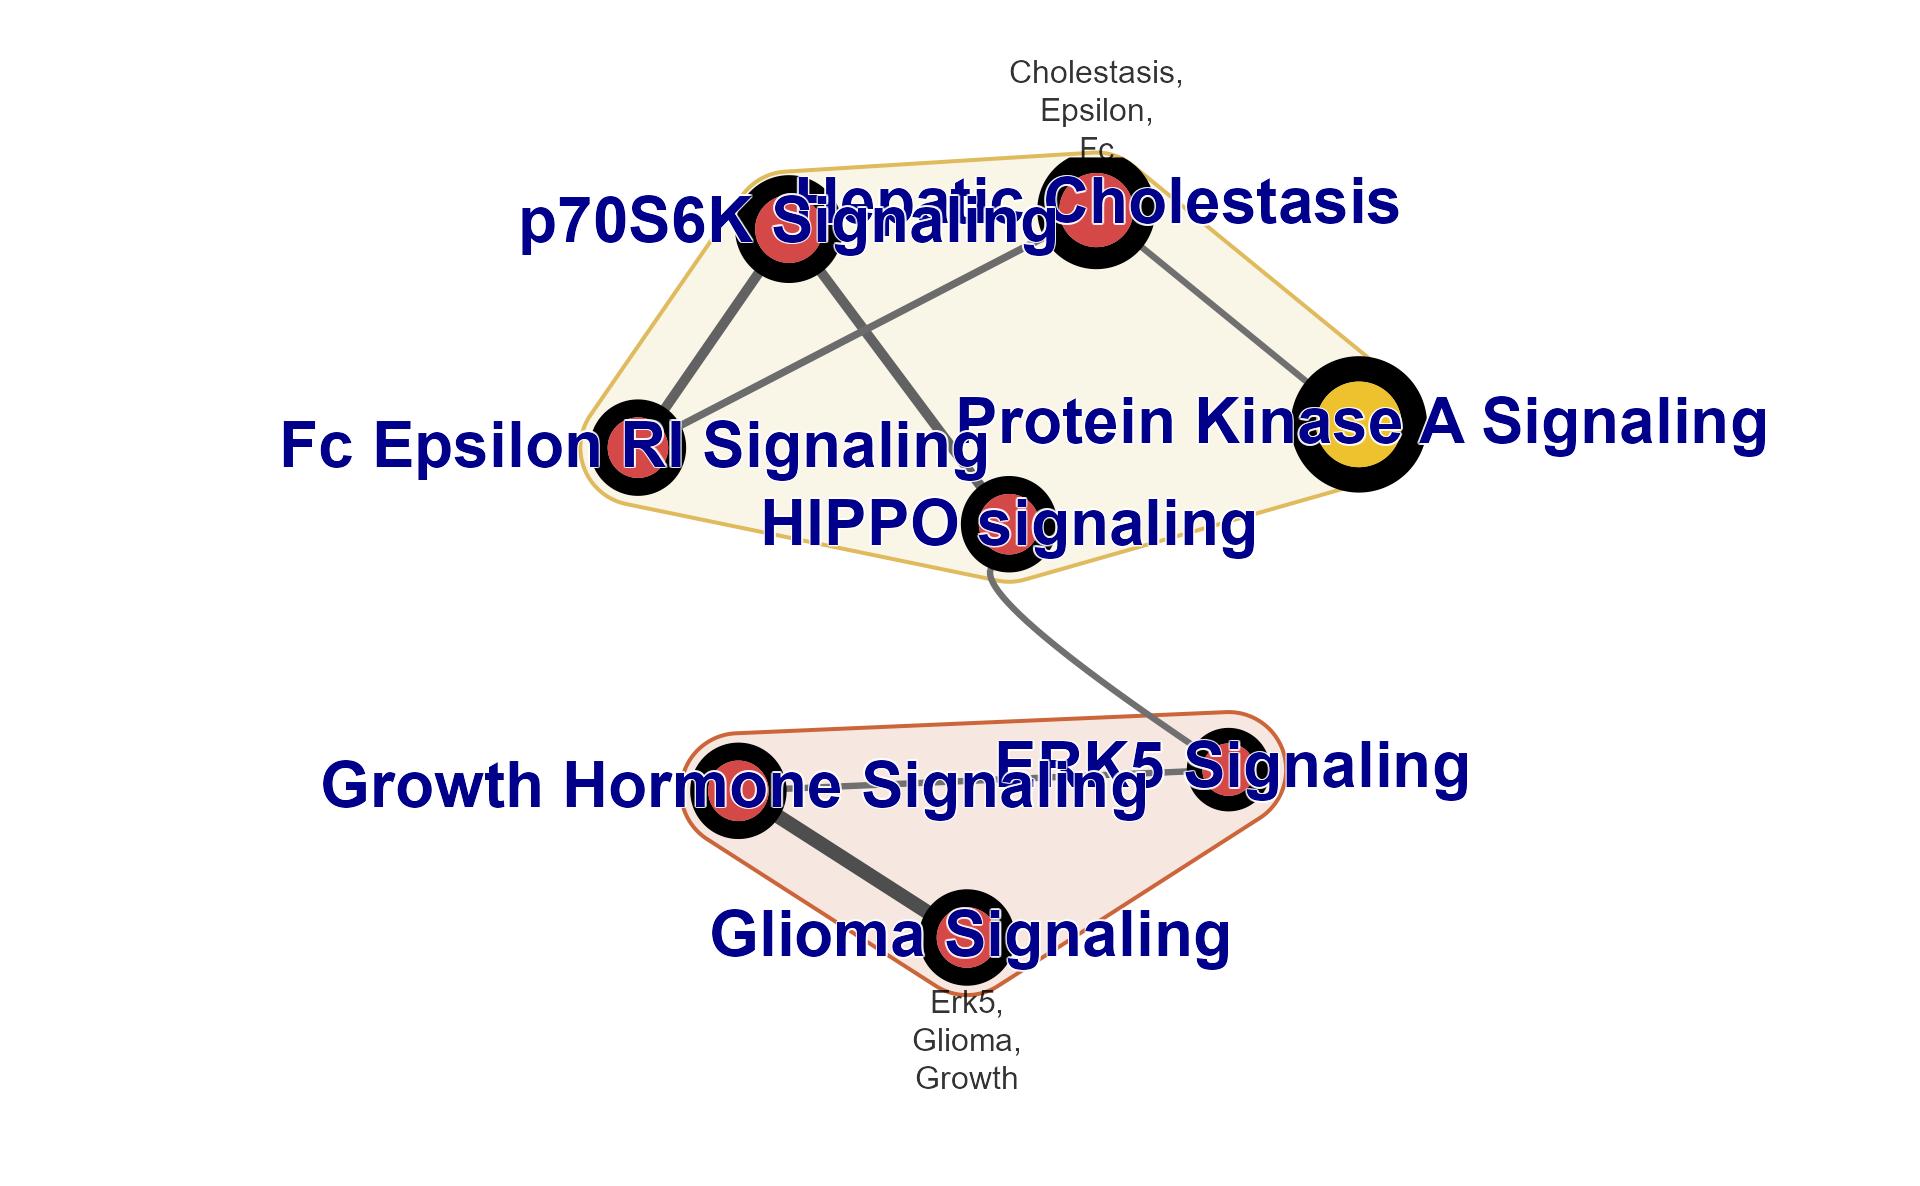 Cholestasis,
Epsilon,
Fc
Hepatic Cholestasis
p70S6K Signaling
Protein Kinase A Signaling
Fc Epsilon RI Signaling
HIPPO signaling
ERK5 Signaling
Growth Hormone Signaling
Glioma Signaling
Erk5,
Glioma,
Growth